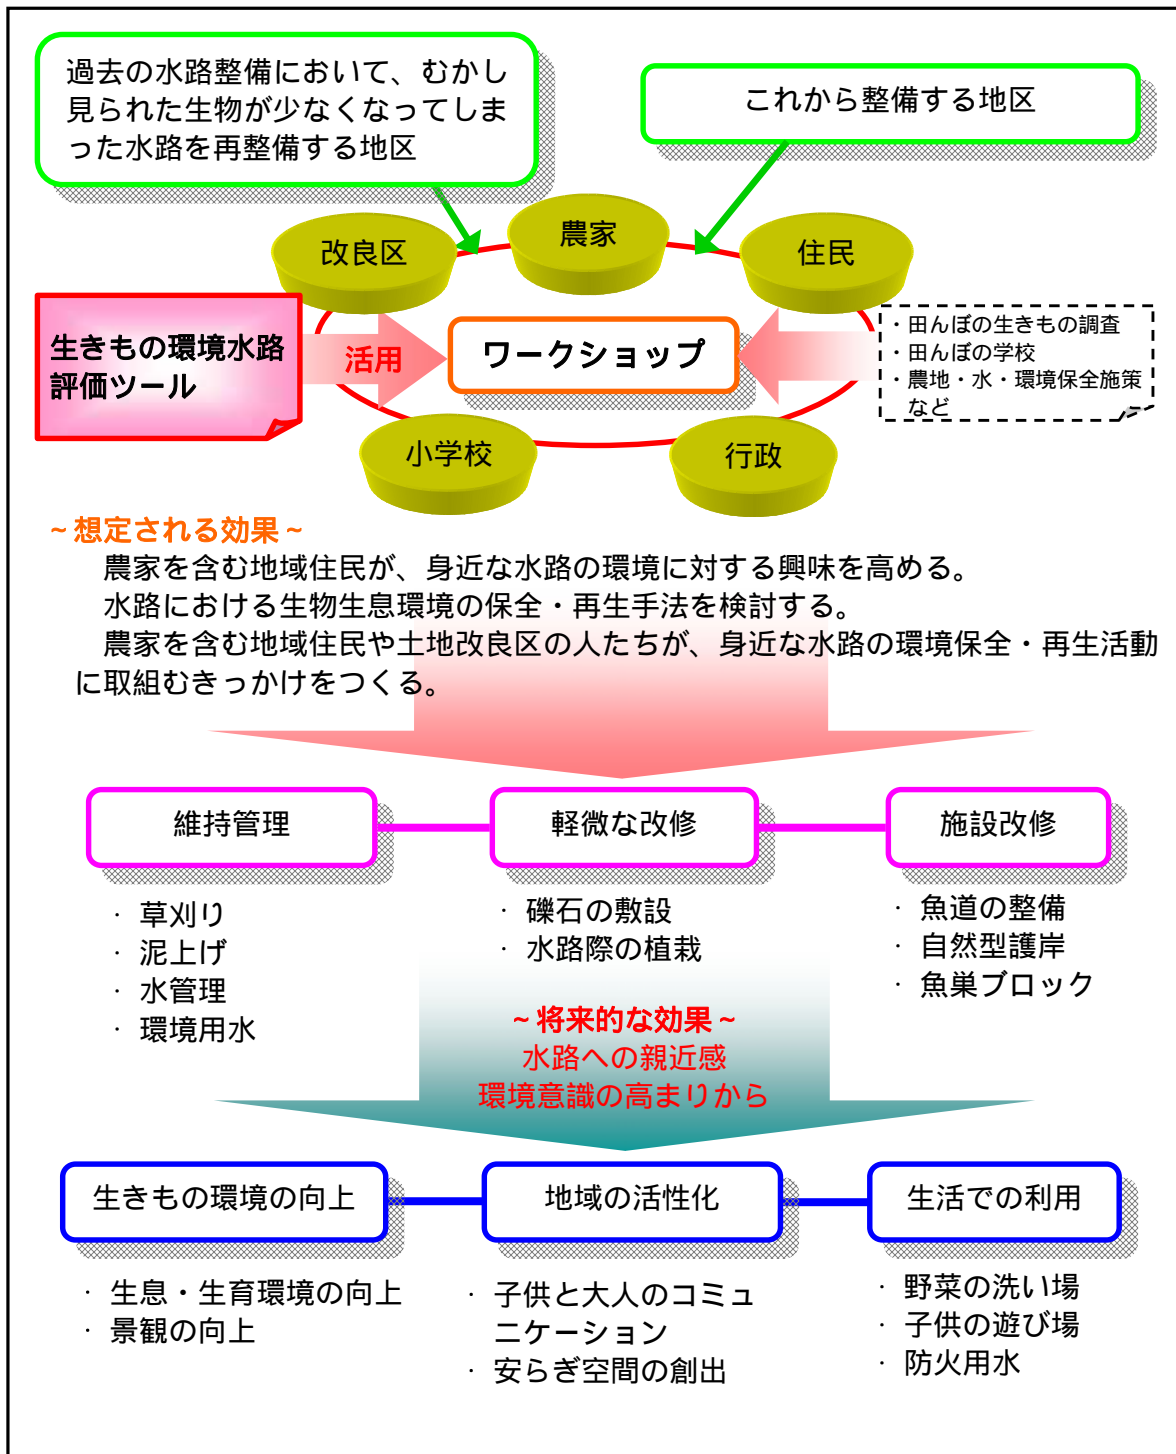 過去の水路整備において、むかし
見られた生物が少なくなってしま
った水路を再整備する地区
これから整備する地区
改良区
農家
住民
生きもの環境水路
評価ツール
活用
ワークショップ
・田んぼの生きもの調査
・田んぼの学校
・農地・水・環境保全施策
など
小学校
行政
~想定される効果~
農家を含む地域住民が、身近な水路の環境に対する興味を高める。
水路における生物生息環境の保全・再生手法を検討する。
農家を含む地域住民や土地改良区の人たちが、身近な水路の環境保全・再生活動
に取組むきっかけをつくる。
維持管理
軽微な改修
施設改修
・草刈り
・泥上げ
・水管理
・環境用水
・礫石の敷設
・水路際の植栽
・魚道の整備
・自然型護岸
・魚巣ブロック
~将来的な効果~
水路への親近感
環境意識の高まりから
生きもの環境の向上
地域の活性化
生活での利用
・生息・生育環境の向上
・景観の向上
・子供と大人のコミュ
ニケーション
・安らぎ空間の創出
・野菜の洗い場
・子供の遊び場
・防火用水